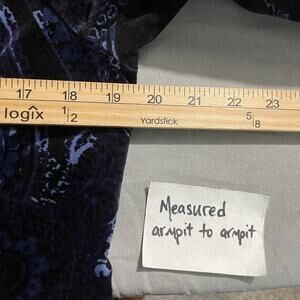 17 18 19 20 21 22 23
logix 1/2 Yardstick 5/8
Measured
armpit to armpit